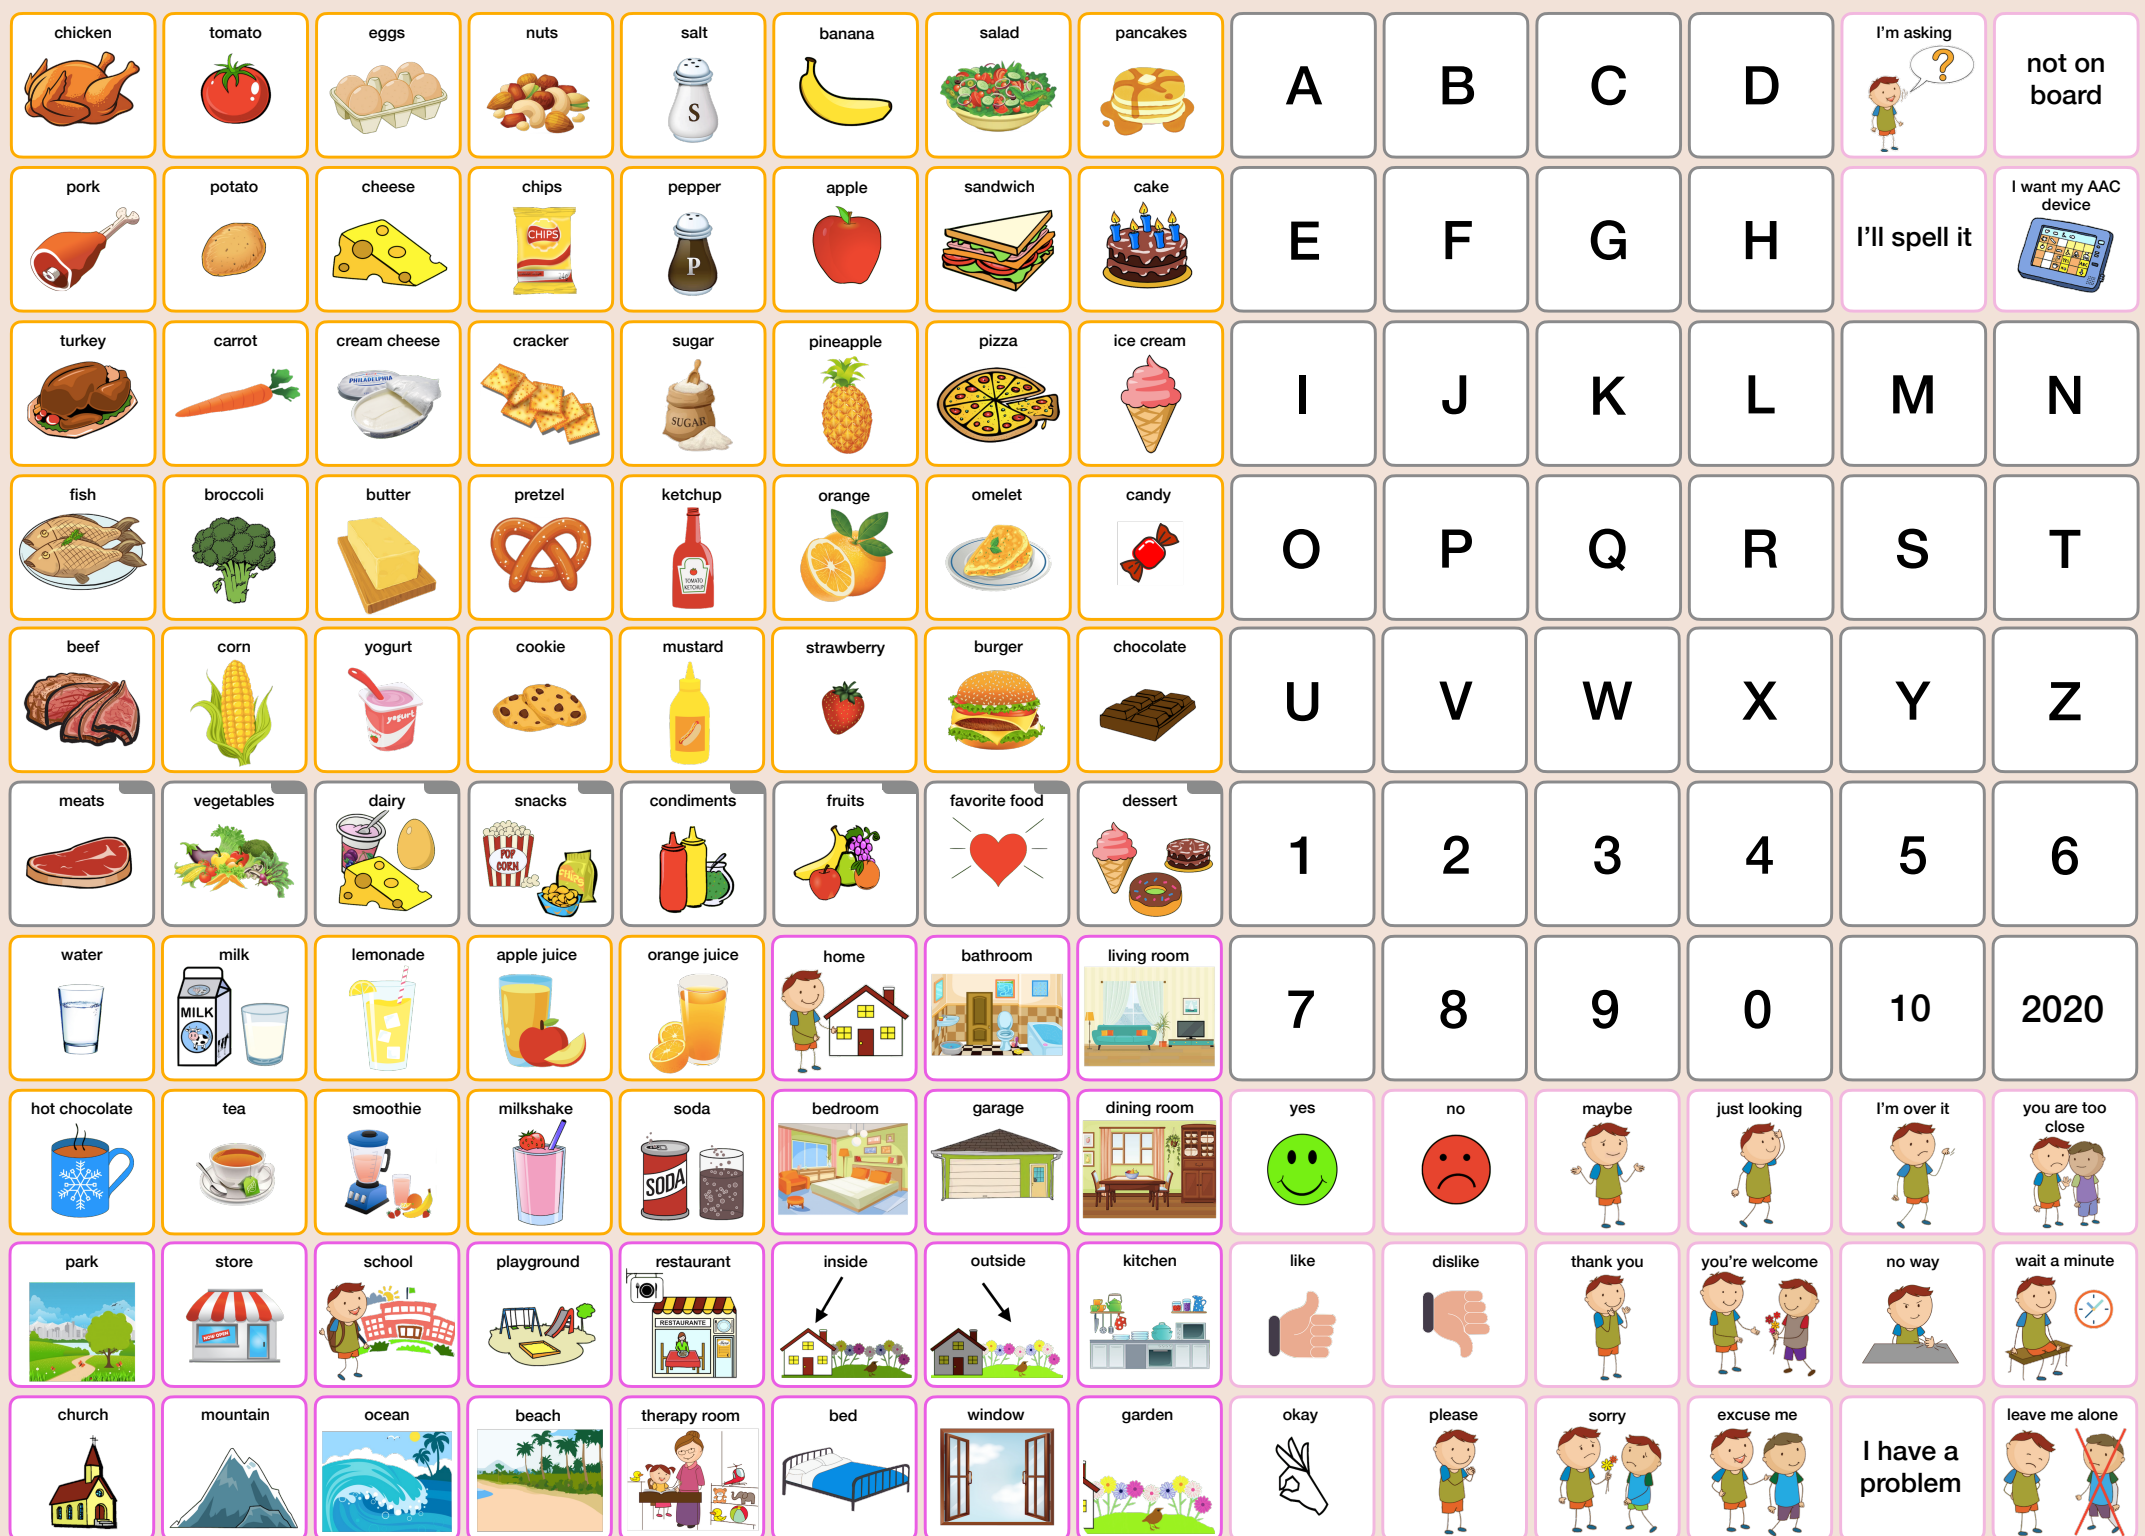 chicken tomato eggs nuts salt banana salad pancakes A B C D I'm asking not on board
?
S
pork potato cheese chips pepper apple sandwich cake E F G H I'll spell it I want my AAC device
CHIPS
P
turkey carrot cream cheese cracker sugar pineapple pizza ice cream I J K L M N
PHILADELPHIA
SUGAR
fish broccoli butter pretzel ketchup orange omelet candy O P Q R S T
TOMATO KETCHUP
beef corn yogurt cookie mustard strawberry burger chocolate U V W X Y Z
yogurt
meats vegetables dairy snacks condiments fruits favorite food dessert 1 2 3 4 5 6
POP CORN
CHIPS
water milk lemonade apple juice orange juice home bathroom living room 7 8 9 0 10 2020
MILK
hot chocolate tea smoothie milkshake soda bedroom garage dining room yes no maybe just looking I'm over it you are too close
SODA
park store school playground restaurant inside outside kitchen like dislike thank you you're welcome no way wait a minute
NOW OPEN
RESTAURANTE
church mountain ocean beach therapy room bed window garden okay please sorry excuse me I have a problem leave me alone